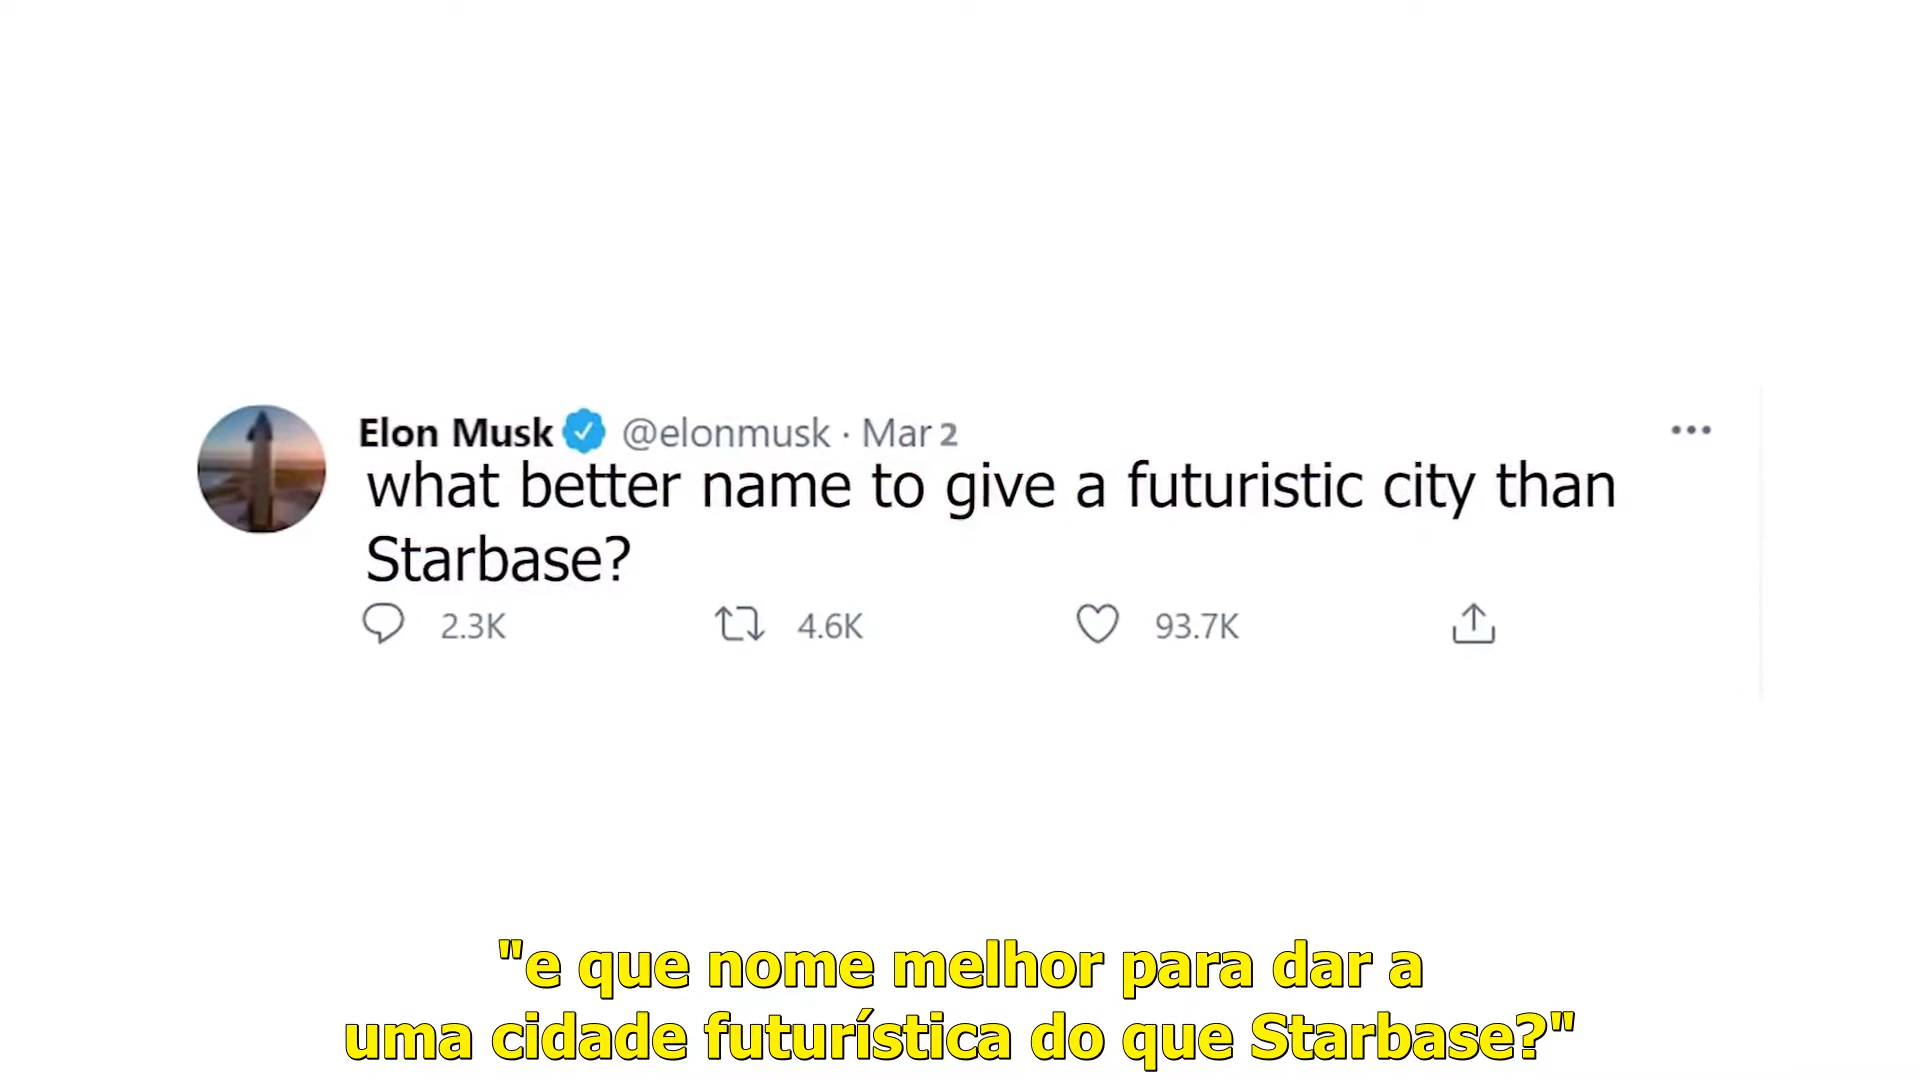 Elon Musk @elonmusk · Mar 2
what better name to give a futuristic city than
Starbase?
2.3K 4.6K 93.7K
"e que nome melhor para dar a
uma cidade futurística do que Starbase?"